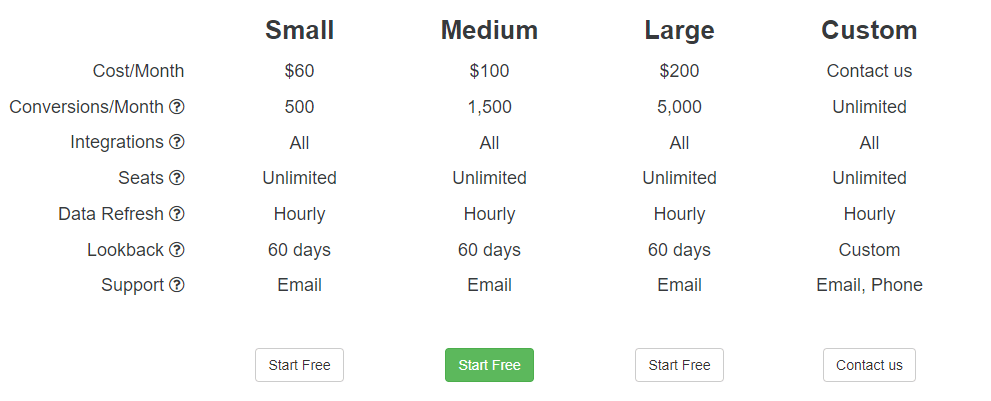 Small Medium Large Custom
Cost/Month $60 $100 $200 Contact us
Conversions/Month 500 1,500 5,000 Unlimited
Integrations All All All All
Seats Unlimited Unlimited Unlimited Unlimited
Data Refresh Hourly Hourly Hourly Hourly
Lookback 60 days 60 days 60 days Custom
Support Email Email Email Email, Phone
Start Free Start Free Start Free Contact us